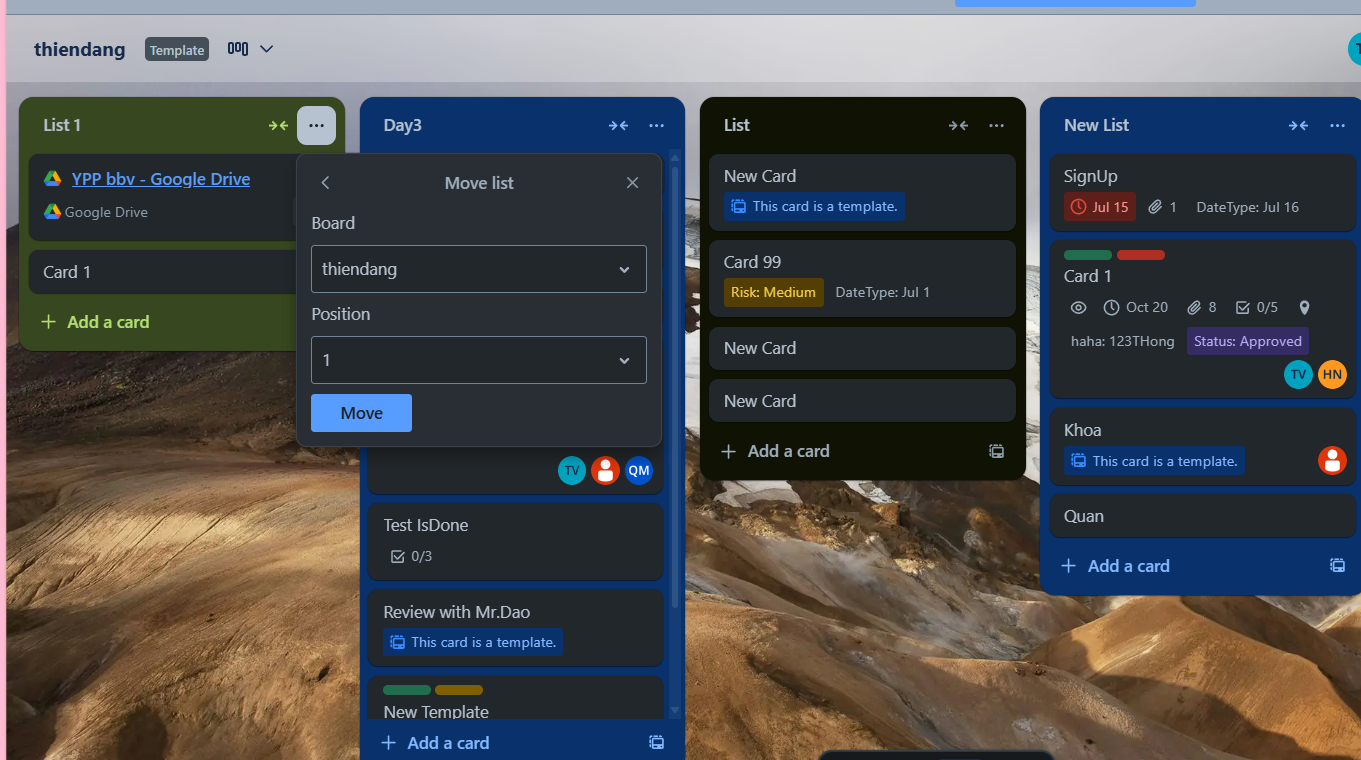 thiendang
Template
List 1
YPP bbv - Google Drive
Google Drive
Card 1
Add a card
Move list
Board
thiendang
Position
1
Move
Day3
TV
QM
Test IsDone
0/3
Review with Mr.Dao
This card is a template.
New Template
Add a card
List
New Card
This card is a template.
Card 99
Risk: Medium DateType: Jul 1
New Card
New Card
Add a card
New List
SignUp
Jul 15 1 DateType: Jul 16
Card 1
Oct 20 8 0/5
haha: 123THong Status: Approved
TV HN
Khoa
This card is a template.
Quan
Add a card